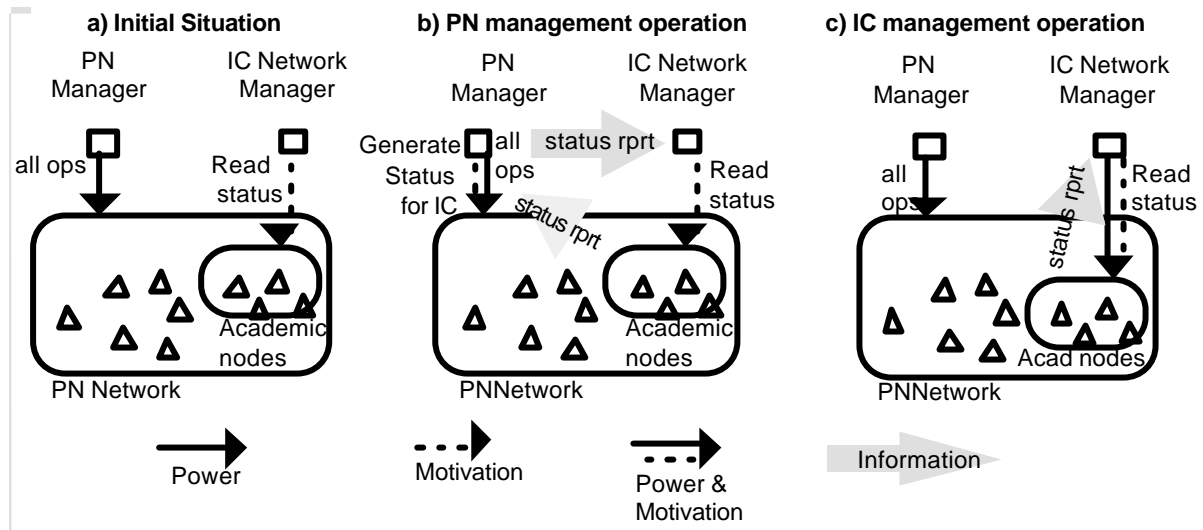 a) Initial Situation
PN
Manager
IC Network
Manager
all ops
Read
status
Academic
nodes
PN Network
b) PN management operation
PN
Manager
IC Network
Manager
Generate
Status
for IC
all
ops
status rprt
Read
status
status rprt
Academic
nodes
PNNetwork
c) IC management operation
PN
Manager
IC Network
Manager
all
ops
status rprt
Read
status
Acad nodes
PNNetwork
Power
Motivation
Power &
Motivation
Information